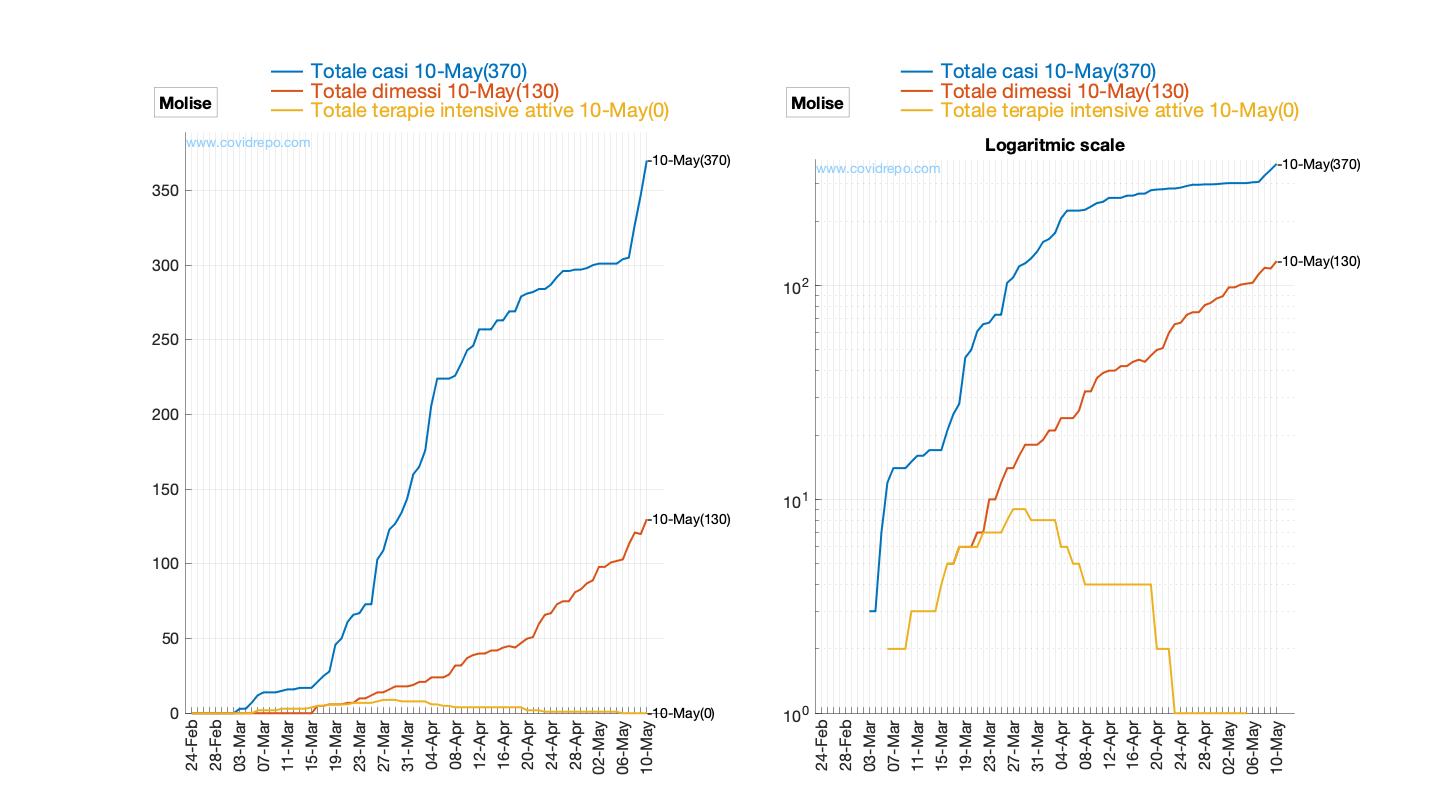 Totale casi 10-May(370)
Totale dimessi 10-May(130)
Totale terapie intensive attive 10-May(0)
Molise
www.covidrepo.com
10-May(370)
10-May(130)
10-May(0)
350
300
250
200
150
100
50
0
24-Feb
28-Feb
03-Mar
07-Mar
11-Mar
15-Mar
19-Mar
23-Mar
27-Mar
31-Mar
04-Apr
08-Apr
12-Apr
16-Apr
20-Apr
24-Apr
28-Apr
02-May
06-May
10-May
Totale casi 10-May(370)
Totale dimessi 10-May(130)
Totale terapie intensive attive 10-May(0)
Molise
Logaritmic scale
www.covidrepo.com
10-May(370)
10-May(130)
10²
10¹
10⁰
24-Feb
28-Feb
03-Mar
07-Mar
11-Mar
15-Mar
19-Mar
23-Mar
27-Mar
31-Mar
04-Apr
08-Apr
12-Apr
16-Apr
20-Apr
24-Apr
28-Apr
02-May
06-May
10-May